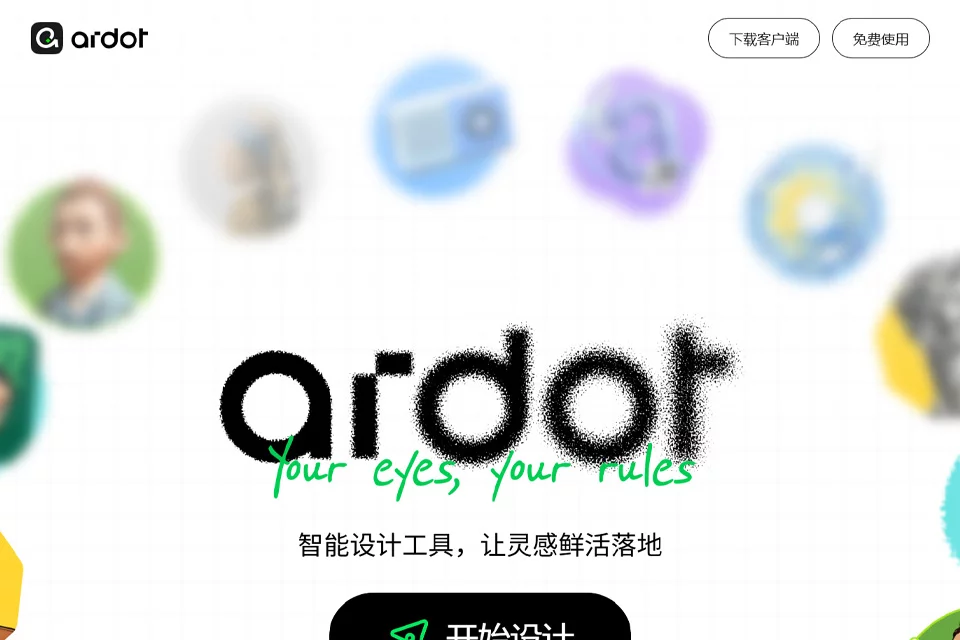 ardot
下载客户端
免费使用
ardot
Your eyes, your rules
智能设计工具，让灵感鲜活落地
开始设计